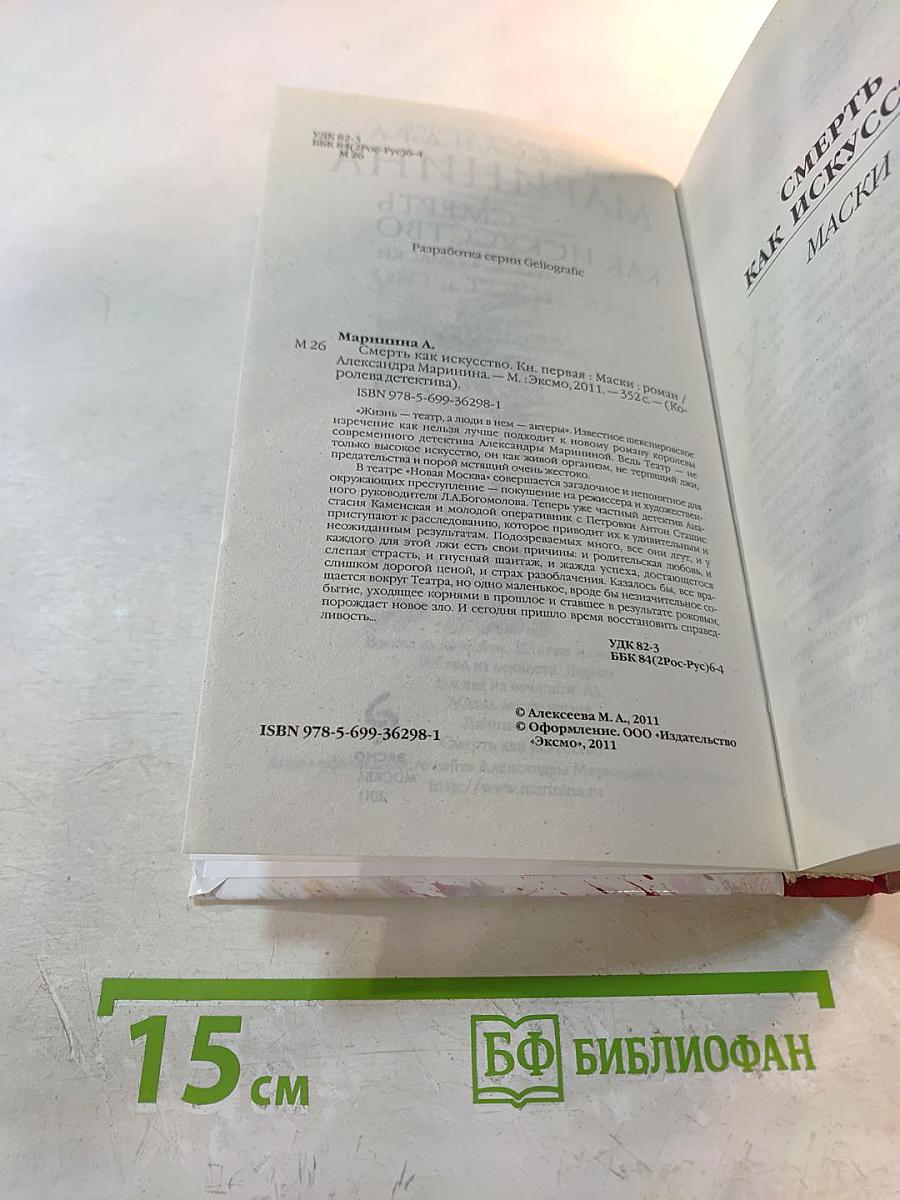 УДК 82-3
ББК 84(2Рос-Рус)6-4
М 26
Разработка серии Gellografic
Маринина А.
М 26 Смерть как искусство. Кн. первая : Маски : роман /
Александра Маринина. — М. : Эксмо, 2011. — 352 с. — (Ко-
ролева детектива).
ISBN 978-5-699-36298-1
«Жизнь — театр, а люди в нем — актеры». Известное шекспировское
изречение как нельзя лучше подходит к новому роману королевы
современного детектива Александры Марининой. Ведь Театр — не
только высокое искусство, он как живой организм, не терпящий лжи,
предательства и порой мстящий очень жестоко.
В театре «Новая Москва» совершается загадочное и непонятное для
окружающих преступление — покушение на режиссера и художествен-
ного руководителя Л.А.Богомолова. Теперь уже частный детектив Ана-
стасия Каменская и молодой оперативник с Петровки Антон Сташис
приступают к расследованию, которое приводит их к удивительным и
неожиданным результатам. Подозреваемых много, все они лгут, и у
каждого для этой лжи есть свои причины: и родительская любовь, и
слепая страсть, и гнусный шантаж, и жажда успеха, достающегося
слишком дорогой ценой, и страх разоблачения. Казалось бы, все вра-
щается вокруг Театра, но одно маленькое, вроде бы незначительное со-
бытие, уходящее корнями в прошлое и ставшее в результате роковым,
порождает новое зло. И сегодня пришло время восстановить справед-
ливость...
УДК 82-3
ББК 84(2Рос-Рус)6-4
© Алексеева М. А., 2011
© Оформление. ООО «Издательство
«Эксмо», 2011
ISBN 978-5-699-36298-1
СМЕРТЬ
КАК ИСКУССТ
МАСКИ
15 см
БФ БИБЛИОФАН